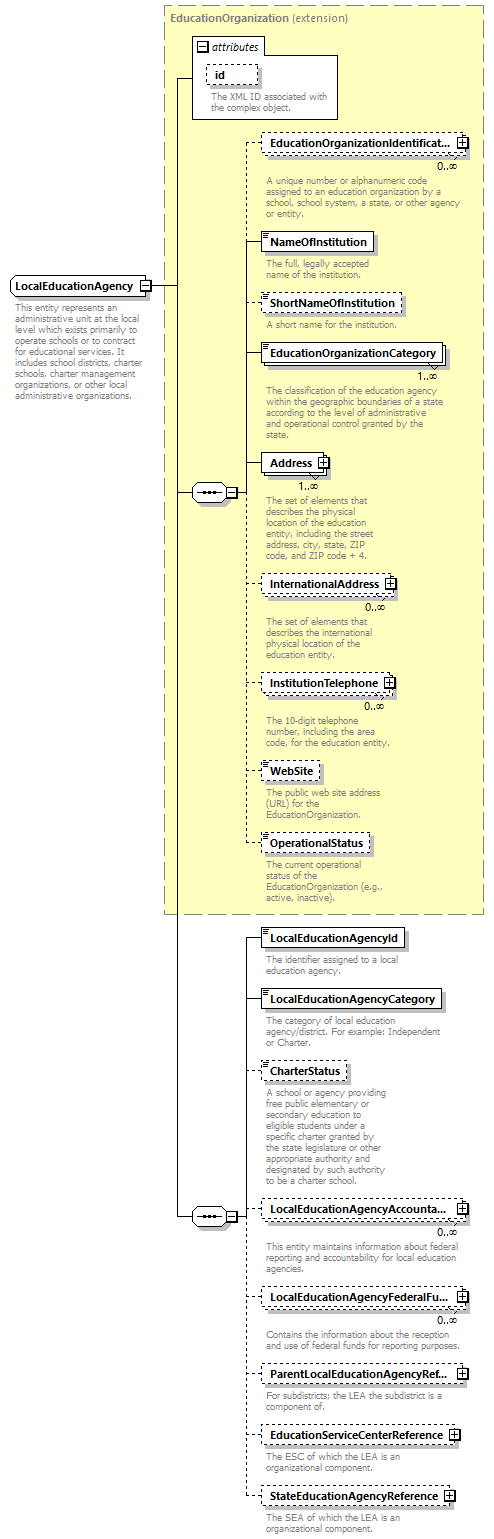 EducationOrganization (extension)
attributes
id
The XML ID associated with
the complex object.
EducationOrganizationIdentificat...
0..∞
A unique number or alphanumeric code
assigned to an education organization by a
school, school system, a state, or other agency
or entity.
NameOfInstitution
The full, legally accepted
name of the institution.
LocalEducationAgency
This entity represents an
administrative unit at the local
level which exists primarily to
operate schools or to contract
for educational services. It
includes school districts, charter
schools, charter management
organizations, or other local
administrative organizations.
ShortNameOfInstitution
A short name for the institution.
EducationOrganizationCategory
1..∞
The classification of the education agency
within the geographic boundaries of a state
according to the level of administrative
and operational control granted by the
state.
Address
1..∞
The set of elements that
describes the physical
location of the education
entity, including the street
address, city, state, ZIP
code, and ZIP code + 4.
InternationalAddress
0..∞
The set of elements that
describes the international
physical location of the
education entity.
InstitutionTelephone
0..∞
The 10-digit telephone
number, including the area
code, for the education entity.
WebSite
The public web site address
(URL) for the
EducationOrganization.
OperationalStatus
The current operational
status of the
EducationOrganization (e.g.,
active, inactive).
LocalEducationAgencyId
The identifier assigned to a local
education agency.
LocalEducationAgencyCategory
The category of local education
agency/district. For example: Independent
or Charter.
CharterStatus
A school or agency providing
free public elementary or
secondary education to
eligible students under a
specific charter granted by
the state legislature or other
appropriate authority and
designated by such authority
to be a charter school.
LocalEducationAgencyAccounta...
0..∞
This entity maintains information about federal
reporting and accountability for local education
agencies.
LocalEducationAgencyFederalFu...
0..∞
Contains the information about the reception
and use of federal funds for reporting purposes.
ParentLocalEducationAgencyRef...
For subdistricts; the LEA the subdistrict is a
component of.
EducationServiceCenterReference
The ESC of which the LEA is an
organizational component.
StateEducationAgencyReference
The SEA of which the LEA is an
organizational component.